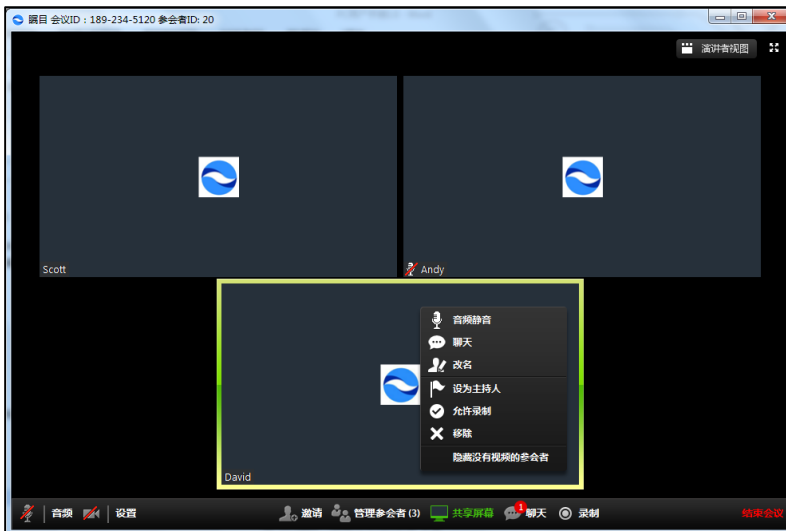 瞩目 会议ID：189-234-5120 参会者ID: 20
演讲者视图
Scott
Andy
音频静音
聊天
改名
设为主持人
允许录制
移除
隐藏没有视频的参会者
David
音频 设置 邀请 管理参会者(3) 共享屏幕 1 聊天 录制 结束会议